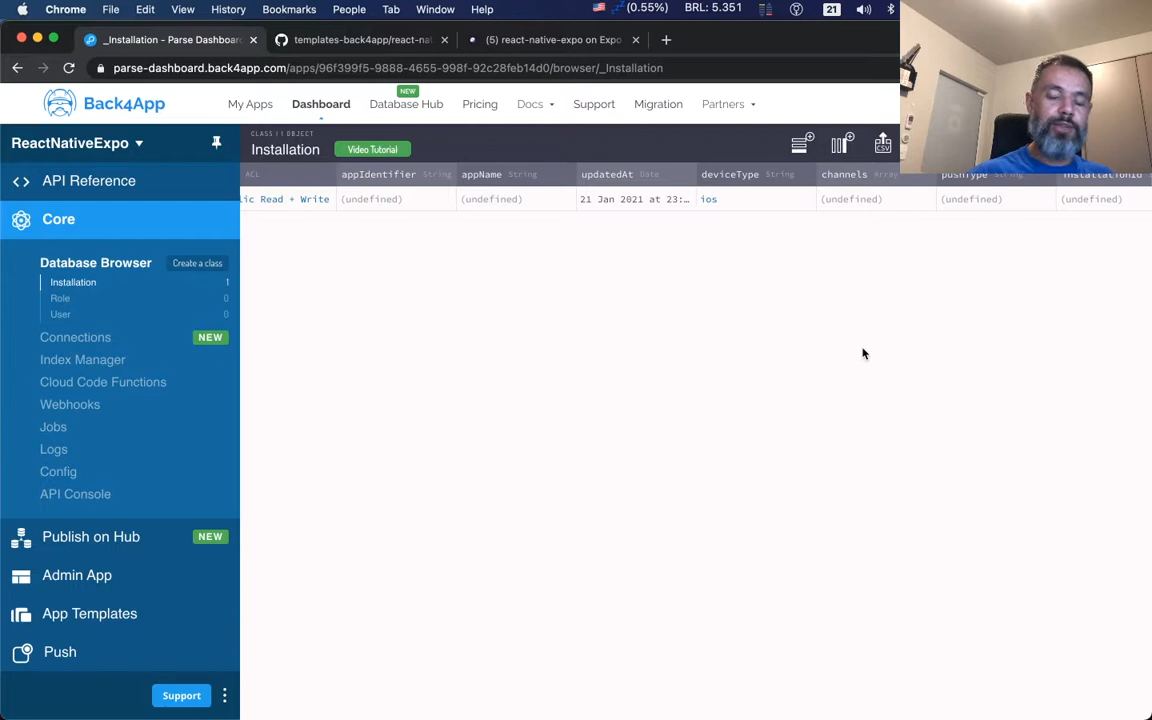 Chrome File Edit View History Bookmarks People Tab Window Help (0.55%) BRL: 5.351 21
_Installation - Parse Dashboard templates-back4app/react-nat (5) react-native-expo on Expo
parse-dashboard.back4app.com/apps/96f399f5-9888-4655-998f-92c28feb14d0/browser/_Installation
NEW
Back4App My Apps Dashboard Database Hub Pricing Docs Support Migration Partners
ReactNativeExpo
CLASS | 1 OBJECT
Installation Video Tutorial CSV
ACL appIdentifier String appName String updatedAt Date deviceType String channels Array pushType String installationId
lic Read + Write (undefined) (undefined) 21 Jan 2021 at 23:... ios (undefined) (undefined) (undefined)
API Reference
Core
Database Browser Create a class
Installation 1
Role 0
User 0
Connections NEW
Index Manager
Cloud Code Functions
Webhooks
Jobs
Logs
Config
API Console
Publish on Hub NEW
Admin App
App Templates
Push
Support